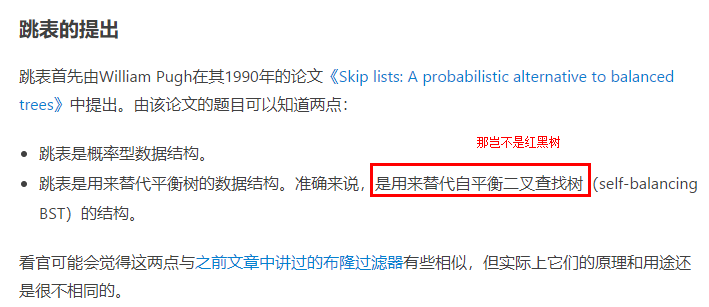 跳表的提出
跳表首先由William Pugh在其1990年的论文《Skip lists: A probabilistic alternative to balanced
trees》中提出。由该论文的题目可以知道两点：
跳表是概率型数据结构。
那岂不是红黑树
跳表是用来替代平衡树的数据结构。准确来说，是用来替代自平衡二叉查找树（self-balancing
BST）的结构。
看官可能会觉得这两点与之前文章中讲过的布隆过滤器有些相似，但实际上它们的原理和用途还
是很不相同的。